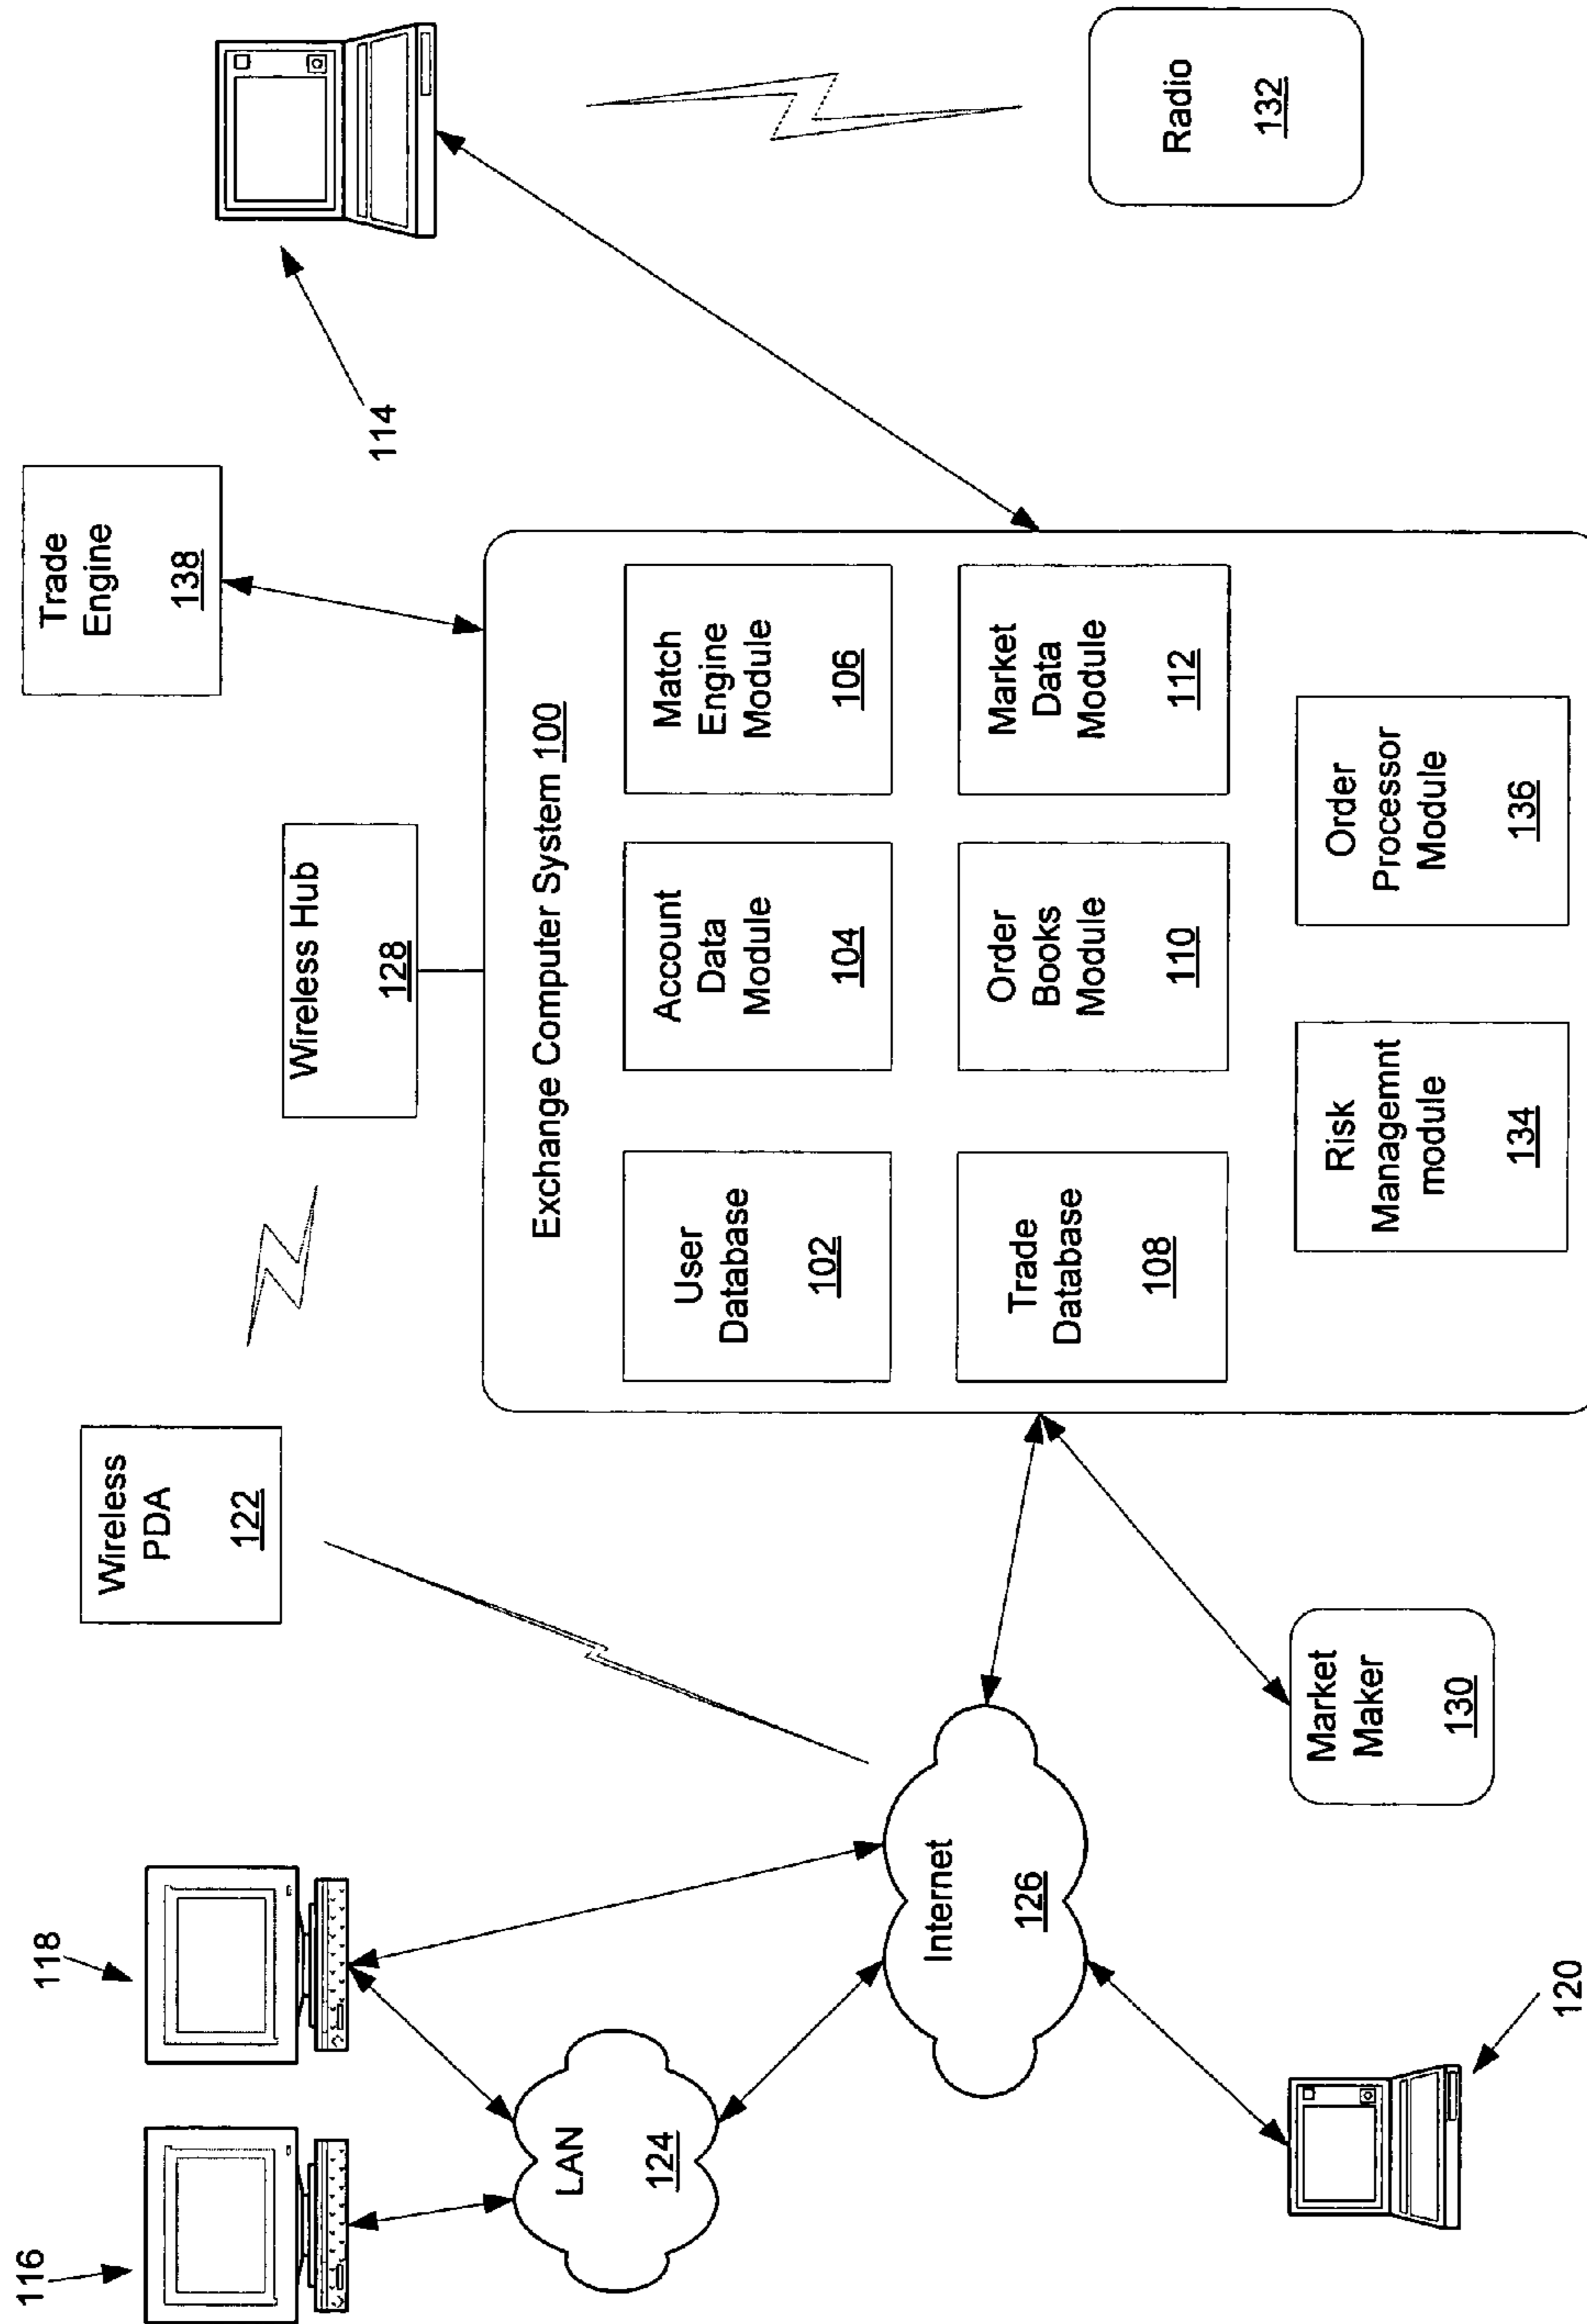 116
118
Wireless
PDA
122
Wireless Hub
128
Trade
Engine
138
114
LAN
124
Internet
126
Exchange Computer System 100
User
Database
102
Account
Data
Module
104
Match
Engine
Module
106
Trade
Database
108
Order
Books
Module
110
Market
Data
Module
112
Risk
Managemnt
module
134
Order
Processor
Module
136
120
Market
Maker
130
Radio
132